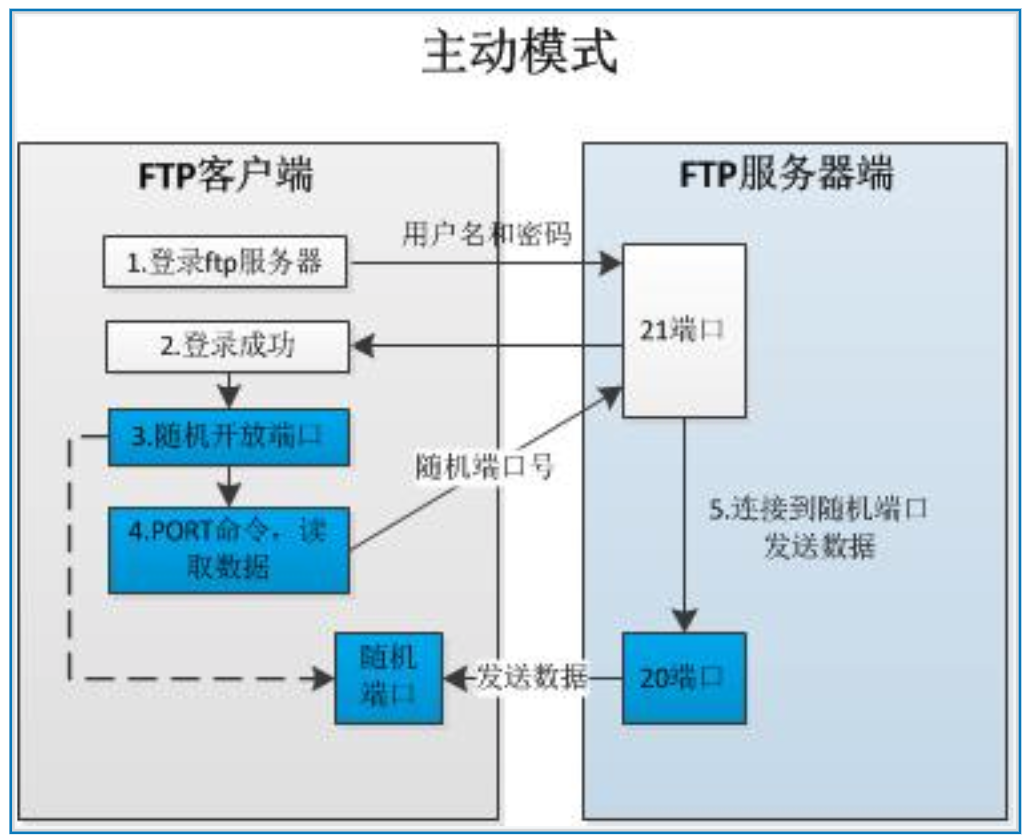 主动模式
FTP客户端
FTP服务器端
用户名和密码
1.登录ftp服务器
21端口
2.登录成功
3.随机开放端口
随机端口号
4.PORT命令，读
取数据
5.连接到随机端口
发送数据
随机
端口
发送数据
20端口